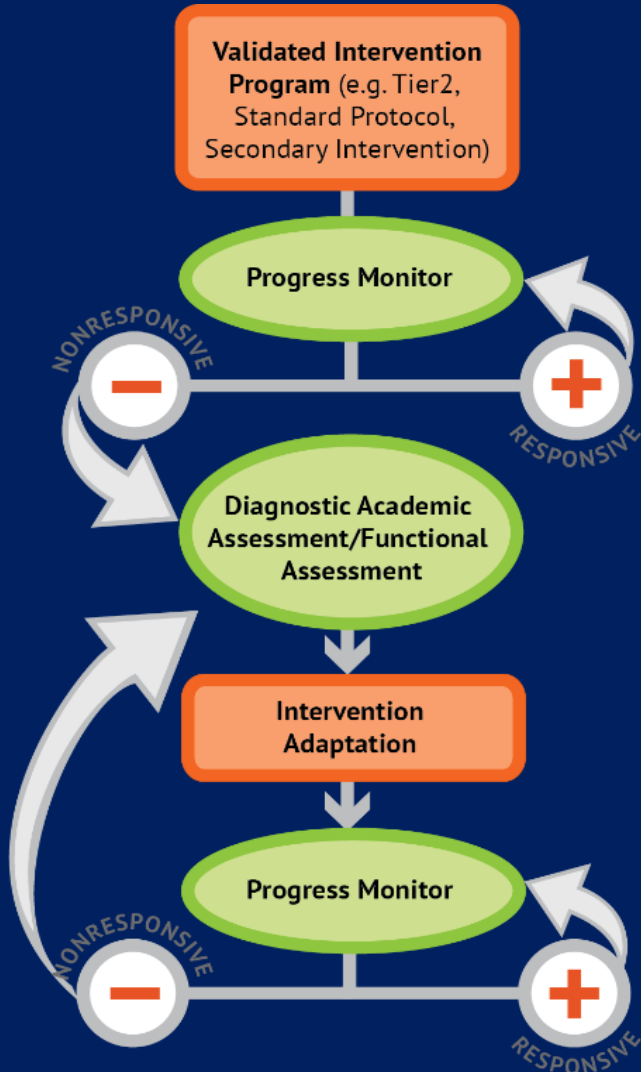 Validated Intervention
Program (e.g. Tier2,
Standard Protocol,
Secondary Intervention)
Progress Monitor
NONRESPONSIVE
RESPONSIVE
Diagnostic Academic
Assessment/Functional
Assessment
Intervention
Adaptation
Progress Monitor
NONRESPONSIVE
RESPONSIVE